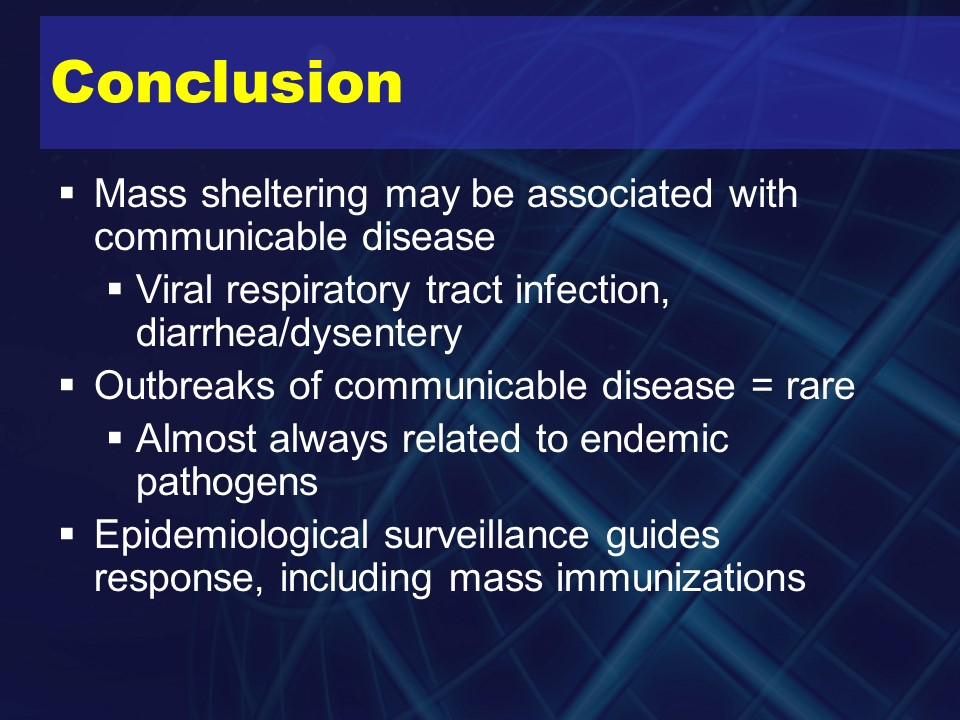 Conclusion
▪ Mass sheltering may be associated with
communicable disease
▪ Viral respiratory tract infection,
diarrhea/dysentery
▪ Outbreaks of communicable disease = rare
▪ Almost always related to endemic
pathogens
▪ Epidemiological surveillance guides
response, including mass immunizations